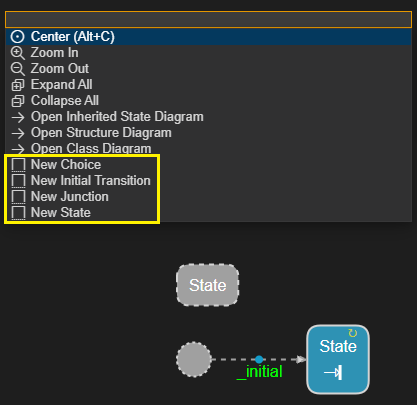 Center (Alt+C)
Zoom In
Zoom Out
Expand All
Collapse All
Open Inherited State Diagram
Open Structure Diagram
Open Class Diagram
New Choice
New Initial Transition
New Junction
New State
State
State
_initial